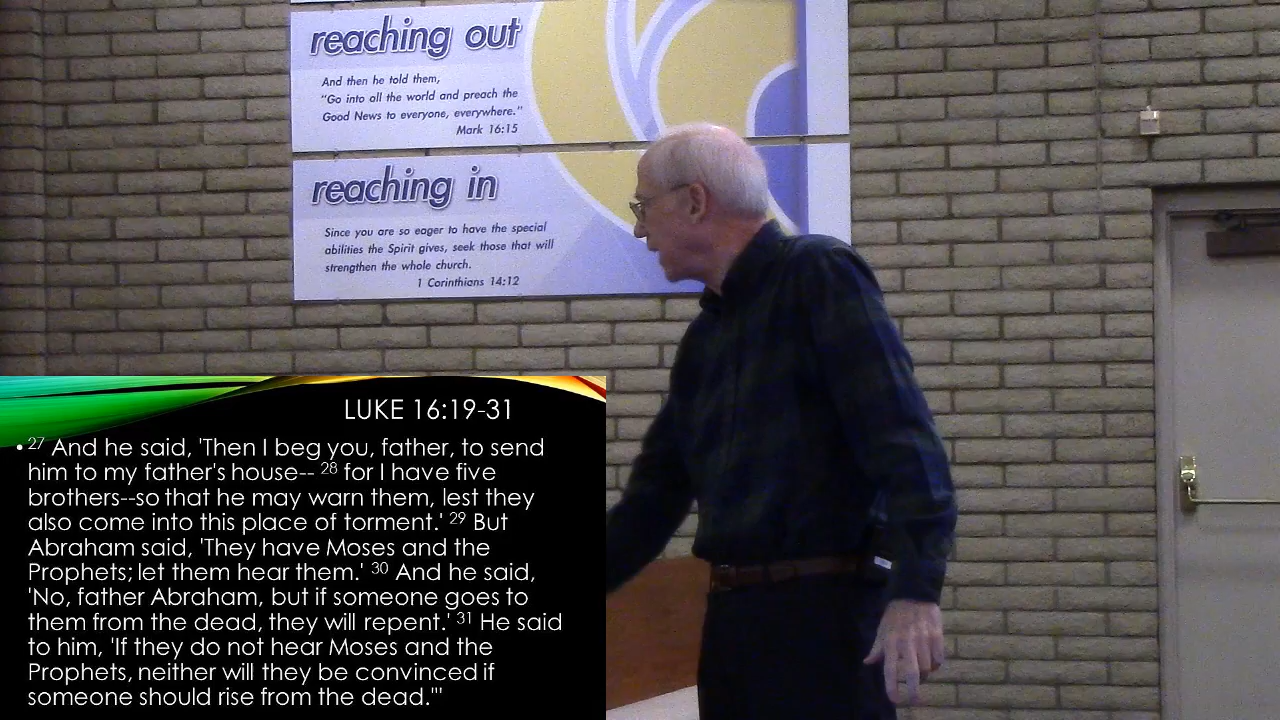 reaching out
And then he told them,
“Go into all the world and preach the
Good News to everyone, everywhere.”
Mark 16:15
reaching in
Since you are so eager to have the special
abilities the Spirit gives, seek those that will
strengthen the whole church.
1 Corinthians 14:12
LUKE 16:19-31
• 27 And he said, 'Then I beg you, father, to send
him to my father's house-- 28 for I have five
brothers--so that he may warn them, lest they
also come into this place of torment.' 29 But
Abraham said, 'They have Moses and the
Prophets; let them hear them.' 30 And he said,
'No, father Abraham, but if someone goes to
them from the dead, they will repent.' 31 He said
to him, 'If they do not hear Moses and the
Prophets, neither will they be convinced if
someone should rise from the dead.'"